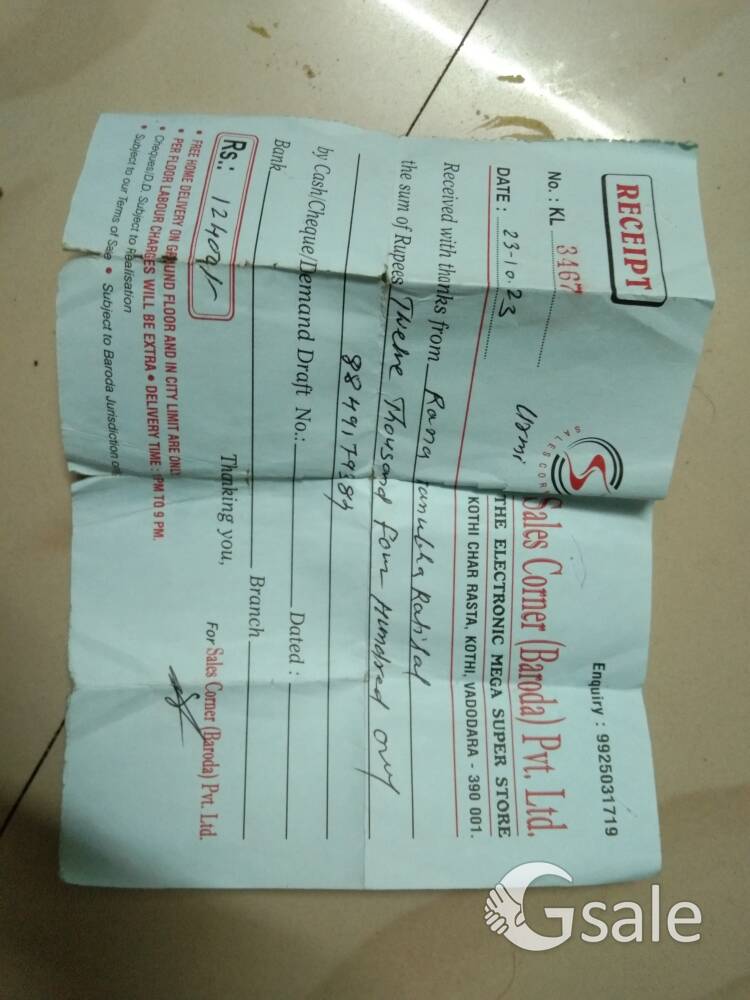 RECEIPT
Enquiry : 9925031719
SALES CORNER
S
Sales Corner (Baroda) Pvt. Ltd.
THE ELECTRONIC MEGA SUPER STORE
KOTHI CHAR RASTA, KOTHI, VADODARA - 390 001.
No. : KL 3467
DATE : 23-10-23
Received with thanks from Rana
the sum of Rupees Twelve Thousand four Hundred only
8849179384
by Cash/Cheque/Demand Draft No.: Dated :
Bank Branch
Rs.: 12400/-
Thanking you,
For Sales Corner (Baroda) Pvt. Ltd.
• FREE HOME DELIVERY ON GROUND FLOOR AND IN CITY LIMIT ARE ONLY
• PER FLOOR LABOUR CHARGES WILL BE EXTRA • DELIVERY TIME : PM TO 9 PM.
• Cheques/D.D. Subject to Realisation
• Subject to our Terms of Sale • Subject to Baroda Jurisdiction
Gsale